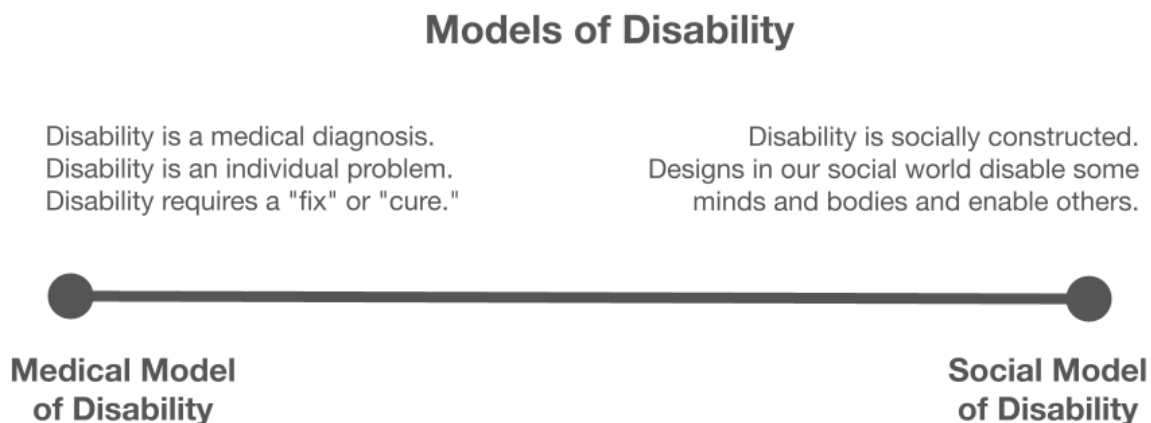 Models of Disability
Disability is a medical diagnosis.
Disability is an individual problem.
Disability requires a "fix" or "cure."
Disability is socially constructed.
Designs in our social world disable some
minds and bodies and enable others.
Medical Model
of Disability
Social Model
of Disability